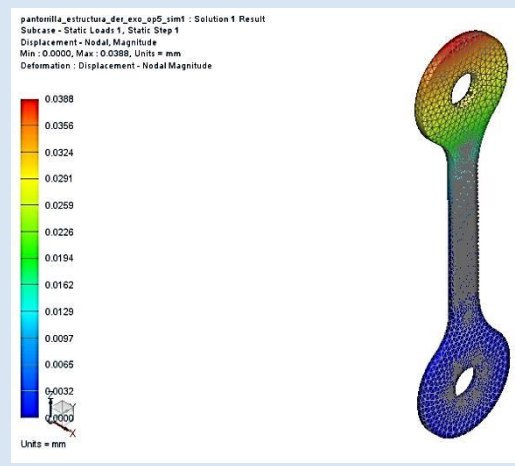 pantorrilla_estructura_der_exo_op5_sim1 : Solution 1 Result
Subcase - Static Loads 1, Static Step 1
Displacement - Nodal, Magnitude
Min : 0.0000, Max : 0.0388, Units = mm
Deformation : Displacement - Nodal Magnitude
0.0388
0.0356
0.0324
0.0291
0.0259
0.0226
0.0194
0.0162
0.0129
0.0097
0.0065
0.0032
0.0000
X
Units = mm